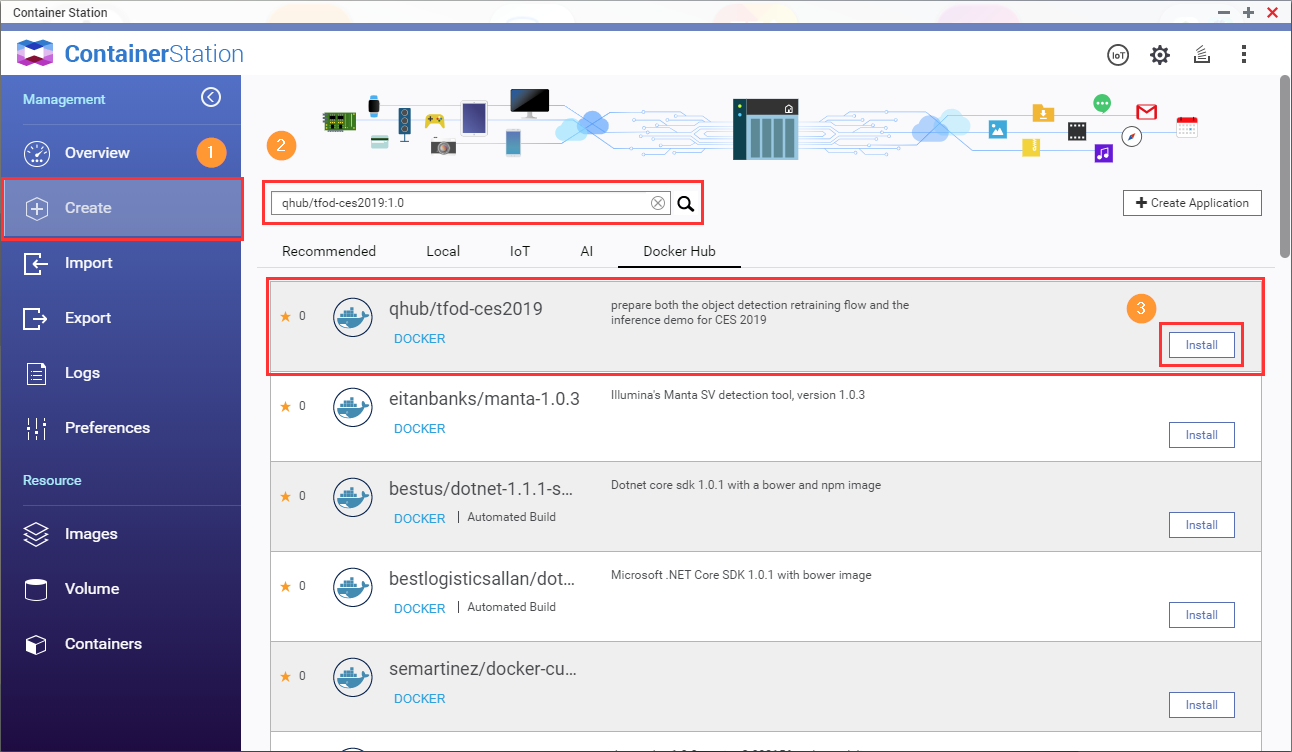 Container Station
ContainerStation
IoT
Management
Overview
1
Create
Import
Export
Logs
Preferences
Resource
Images
Volume
Containers
2
qhub/tfod-ces2019:1.0
+ Create Application
Recommended
Local
IoT
AI
Docker Hub
0
qhub/tfod-ces2019
DOCKER
prepare both the object detection retraining flow and the
inference demo for CES 2019
3
Install
0
eitanbanks/manta-1.0.3
DOCKER
Illumina's Manta SV detection tool, version 1.0.3
Install
0
bestus/dotnet-1.1.1-s...
DOCKER | Automated Build
Dotnet core sdk 1.0.1 with a bower and npm image
Install
0
bestlogisticsallan/dot...
DOCKER | Automated Build
Microsoft .NET Core SDK 1.0.1 with bower image
Install
0
semartinez/docker-cu...
DOCKER
Install